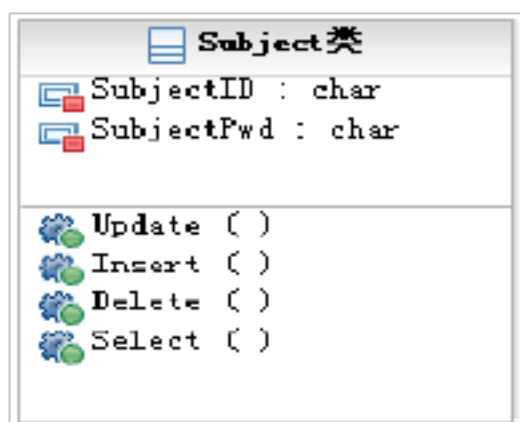 Subject类
SubjectID : char
SubjectPwd : char
Update ( )
Insert ( )
Delete ( )
Select ( )